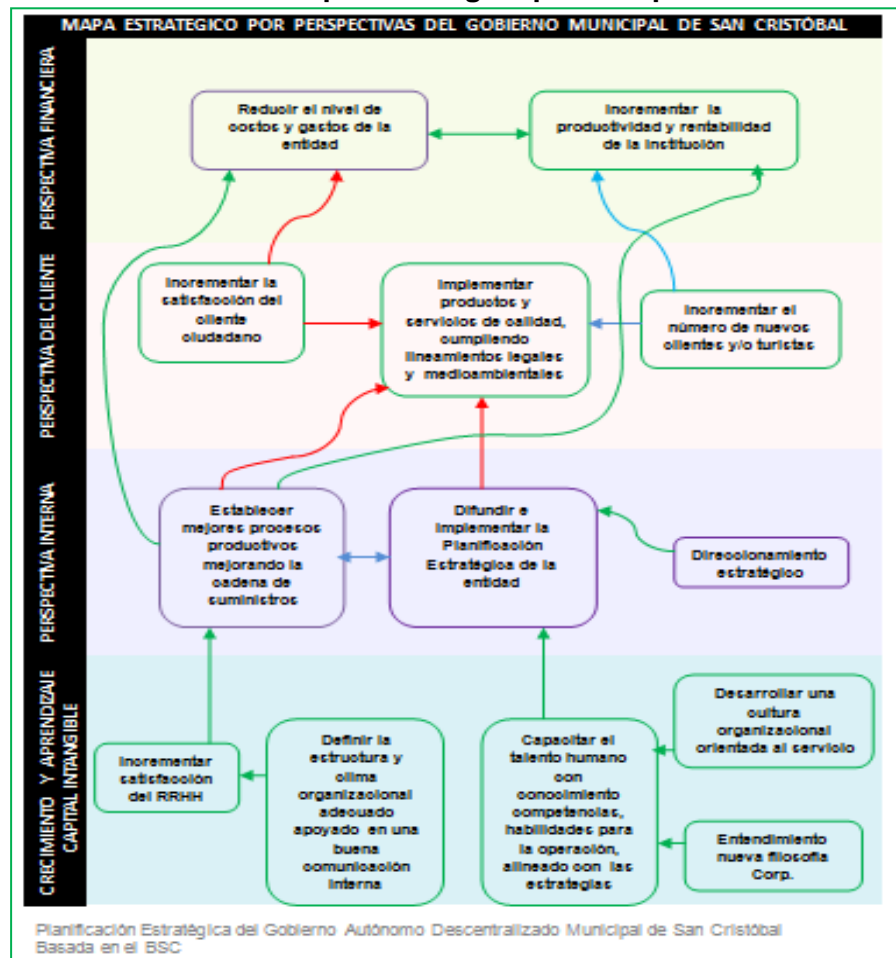 MAPA ESTRATEGICO POR PERSPECTIVAS DEL GOBIERNO MUNICIPAL DE SAN CRISTÓBAL
PERSPECTIVA FINANCIERA
Reducir el nivel de
costos y gastos de la
entidad
Incrementar la
productividad y rentabilidad
de la Institución
PERSPECTIVA DEL CLIENTE
Incrementar la
satisfacción del
cliente
ciudadano
Implementar
productos y
servicios de calidad,
cumpliendo
lineamientos legales
y medioambientales
Incrementar el
número de nuevos
clientes y/o turistas
PERSPECTIVA INTERNA
Establecer
mejores procesos
productivos
mejorando la
cadena de
suministros
Difundir e
Implementar la
Planificación
Estratégica de la
entidad
Direccionamiento
estratégico
CRECIMIENTO Y APRENDIZAJE
CAPITAL INTANGIBLE
Incrementar
satisfacción
del RRHH
Definir la
estructura y
clima
organizacional
adecuado
apoyado en una
buena
comunicación
interna
Capacitar el
talento humano
con
conocimiento
competencias,
habilidades para
la operación,
alineado con las
estrategias
Desarrollar una
cultura
organizacional
orientada al servicio
Entendimiento
nueva filosofía
Corp.
Planificación Estratégica del Gobierno Autónomo Descentralizado Municipal de San Cristóbal
Basada en el BSC